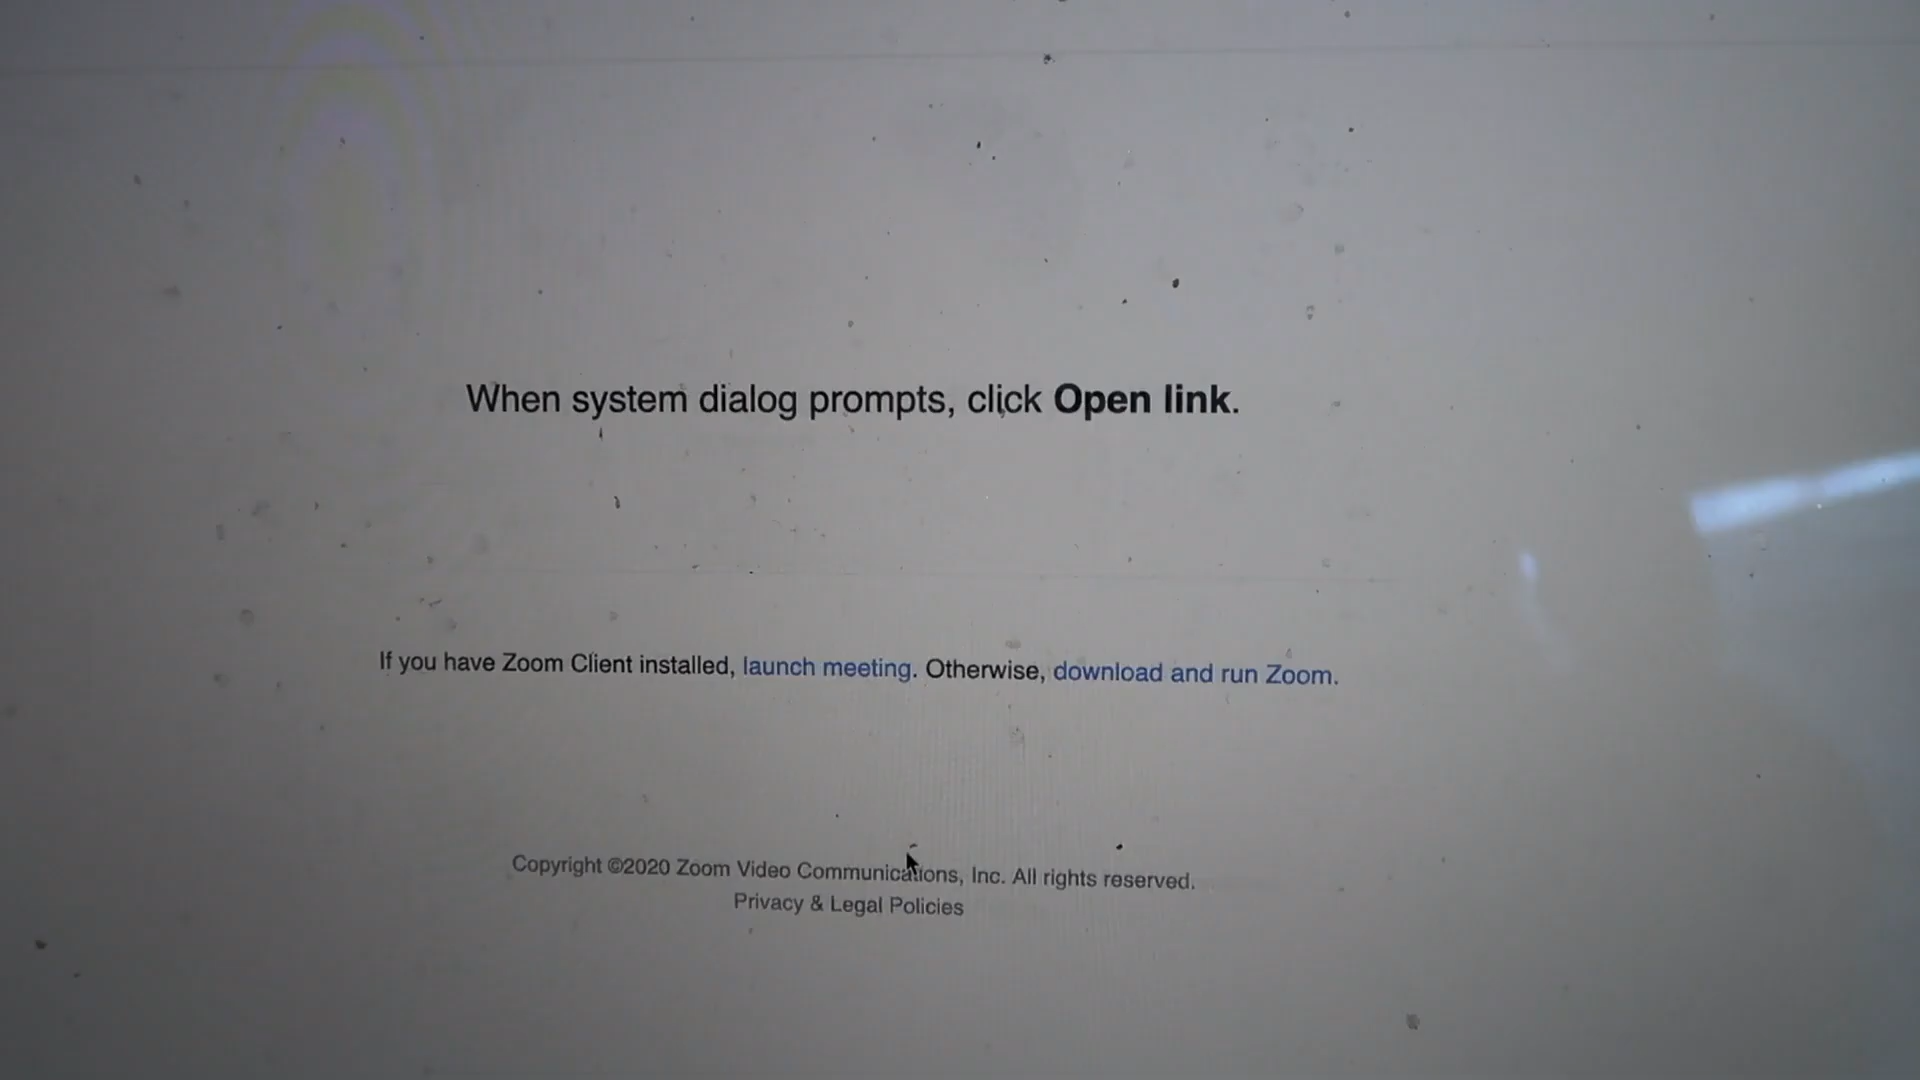 When system dialog prompts, click Open link.
If you have Zoom Client installed, launch meeting. Otherwise, download and run Zoom.
Copyright ©2020 Zoom Video Communications, Inc. All rights reserved.
Privacy & Legal Policies